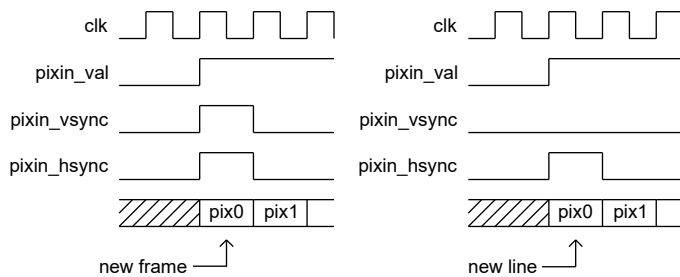 clk
pixin_val
pixin_vsync
pixin_hsync
pix0 pix1
new frame
clk
pixin_val
pixin_vsync
pixin_hsync
pix0 pix1
new line